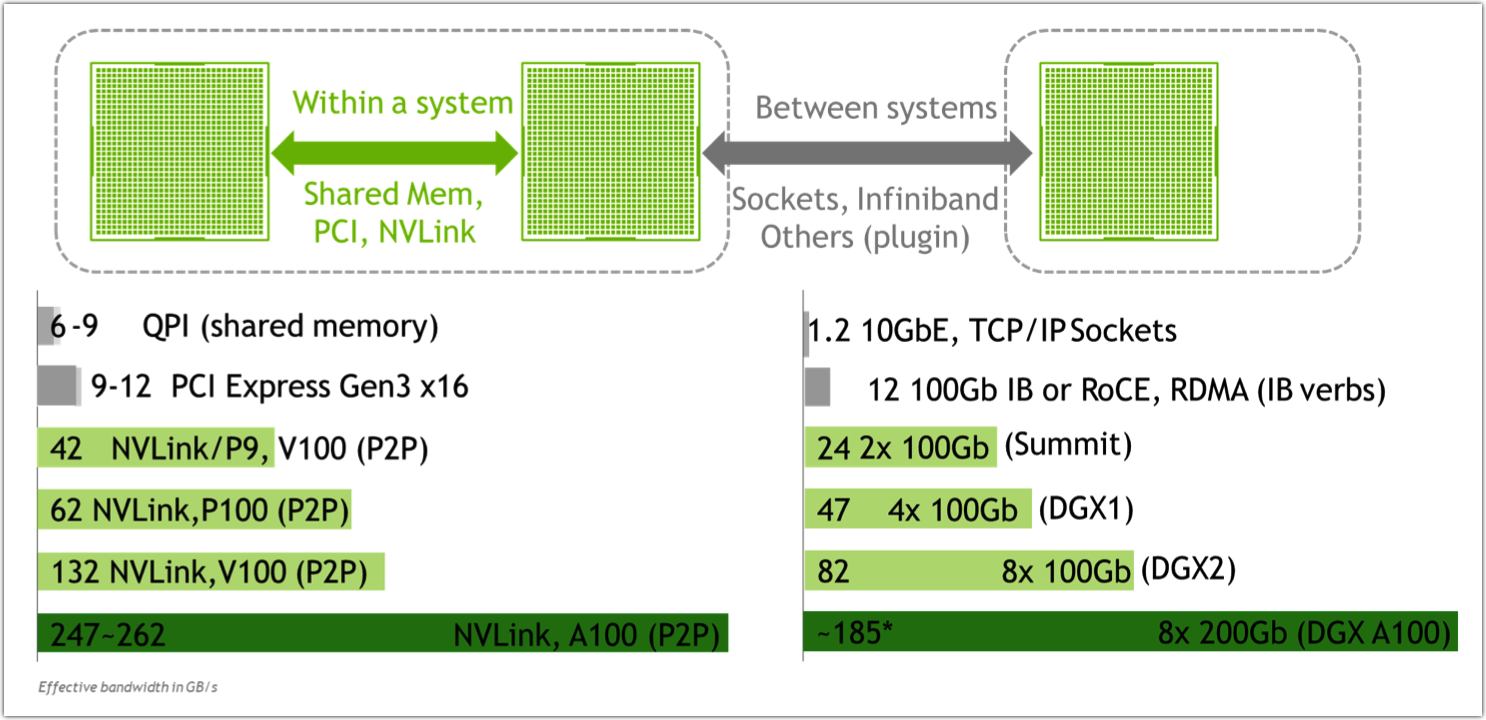 Within a system
Shared Mem,
PCI, NVLink
Between systems
Sockets, Infiniband
Others (plugin)
6-9 QPI (shared memory)
9-12 PCI Express Gen3 x16
42 NVLink/P9, V100 (P2P)
62 NVLink,P100 (P2P)
132 NVLink,V100 (P2P)
247~262 NVLink, A100 (P2P)
Effective bandwidth in GB/s
1.2 10GbE, TCP/IP Sockets
12 100Gb IB or RoCE, RDMA (IB verbs)
24 2x 100Gb (Summit)
47 4x 100Gb (DGX1)
82 8x 100Gb (DGX2)
~185* 8x 200Gb (DGX A100)